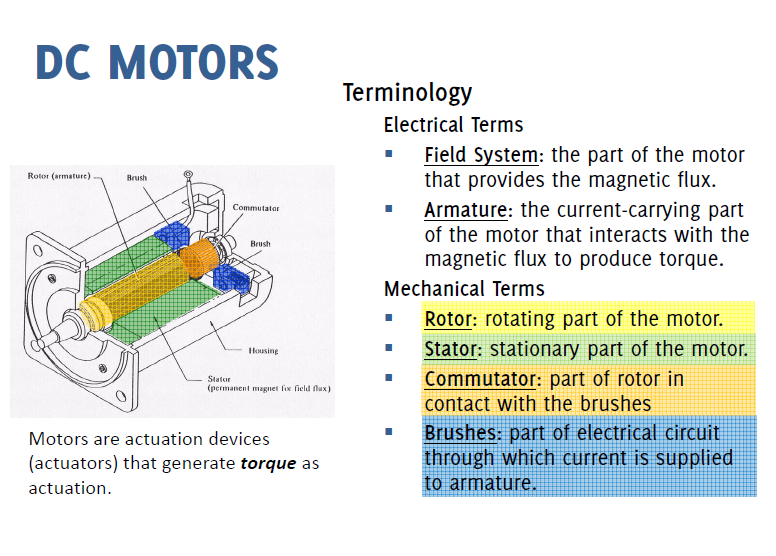 DC MOTORS
Terminology
Electrical Terms
Field System: the part of the motor
that provides the magnetic flux.
Armature: the current-carrying part
of the motor that interacts with the
magnetic flux to produce torque.
Mechanical Terms
Rotor: rotating part of the motor.
Stator: stationary part of the motor.
Commutator: part of rotor in
contact with the brushes
Brushes: part of electrical circuit
through which current is supplied
to armature.
Rotor (armature)
Brush
Commutator
Brush
Housing
Stator
(permanent magnet for field flux)
Motors are actuation devices
(actuators) that generate torque as
actuation.